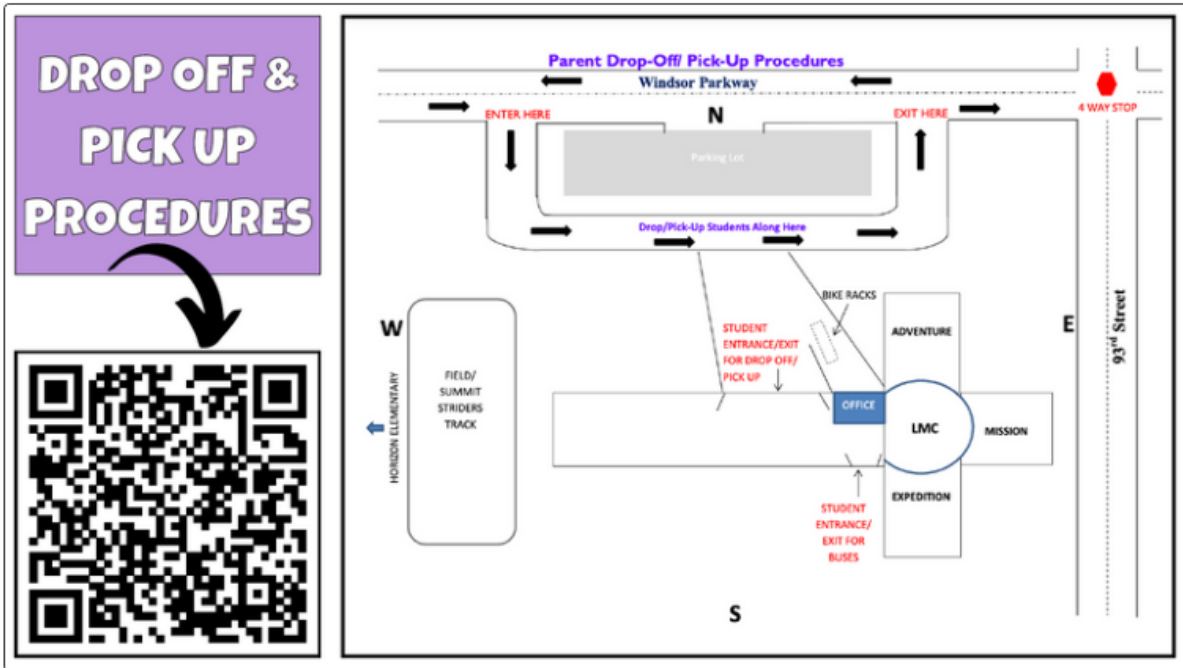 DROP OFF &
PICK UP
PROCEDURES
Parent Drop-Off/ Pick-Up Procedures
Windsor Parkway
ENTER HERE
N
EXIT HERE
4 WAY STOP
Parking Lot
Drop/Pick-Up Students Along Here
W
E
93rd Street
BIKE RACKS
STUDENT
ENTRANCE/EXIT
FOR DROP OFF/
PICK UP
ADVENTURE
FIELD/
SUMMIT
STRIDERS
TRACK
HORIZON ELEMENTARY
OFFICE
LMC
MISSION
EXPEDITION
STUDENT
ENTRANCE/
EXIT FOR
BUSES
S